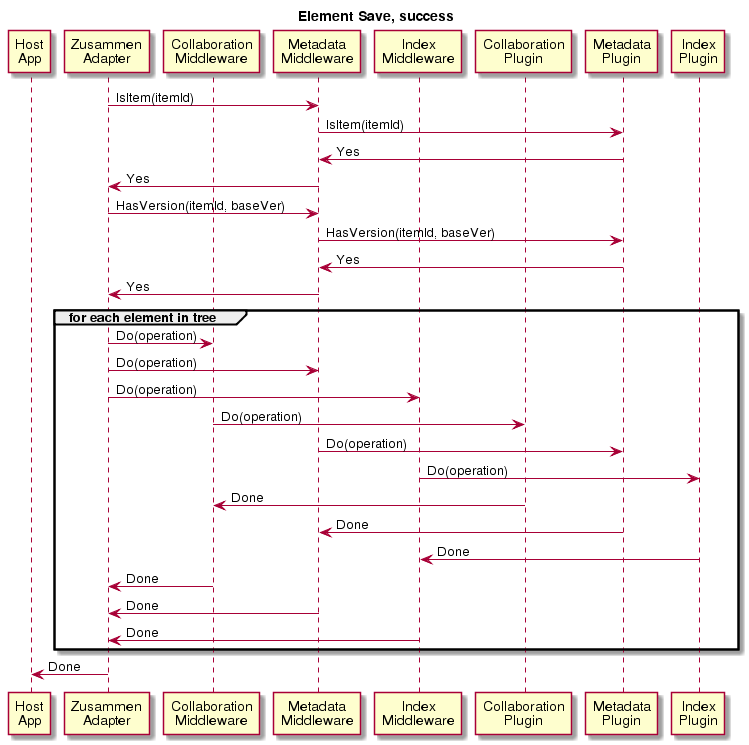 Element Save, success
Host
App
Zusammen
Adapter
Collaboration
Middleware
Metadata
Middleware
Index
Middleware
Collaboration
Plugin
Metadata
Plugin
Index
Plugin
IsItem(itemId)
IsItem(itemId)
Yes
Yes
HasVersion(itemId, baseVer)
HasVersion(itemId, baseVer)
Yes
Yes
for each element in tree
Do(operation)
Do(operation)
Do(operation)
Do(operation)
Do(operation)
Do(operation)
Done
Done
Done
Done
Done
Done
Done
Host
App
Zusammen
Adapter
Collaboration
Middleware
Metadata
Middleware
Index
Middleware
Collaboration
Plugin
Metadata
Plugin
Index
Plugin